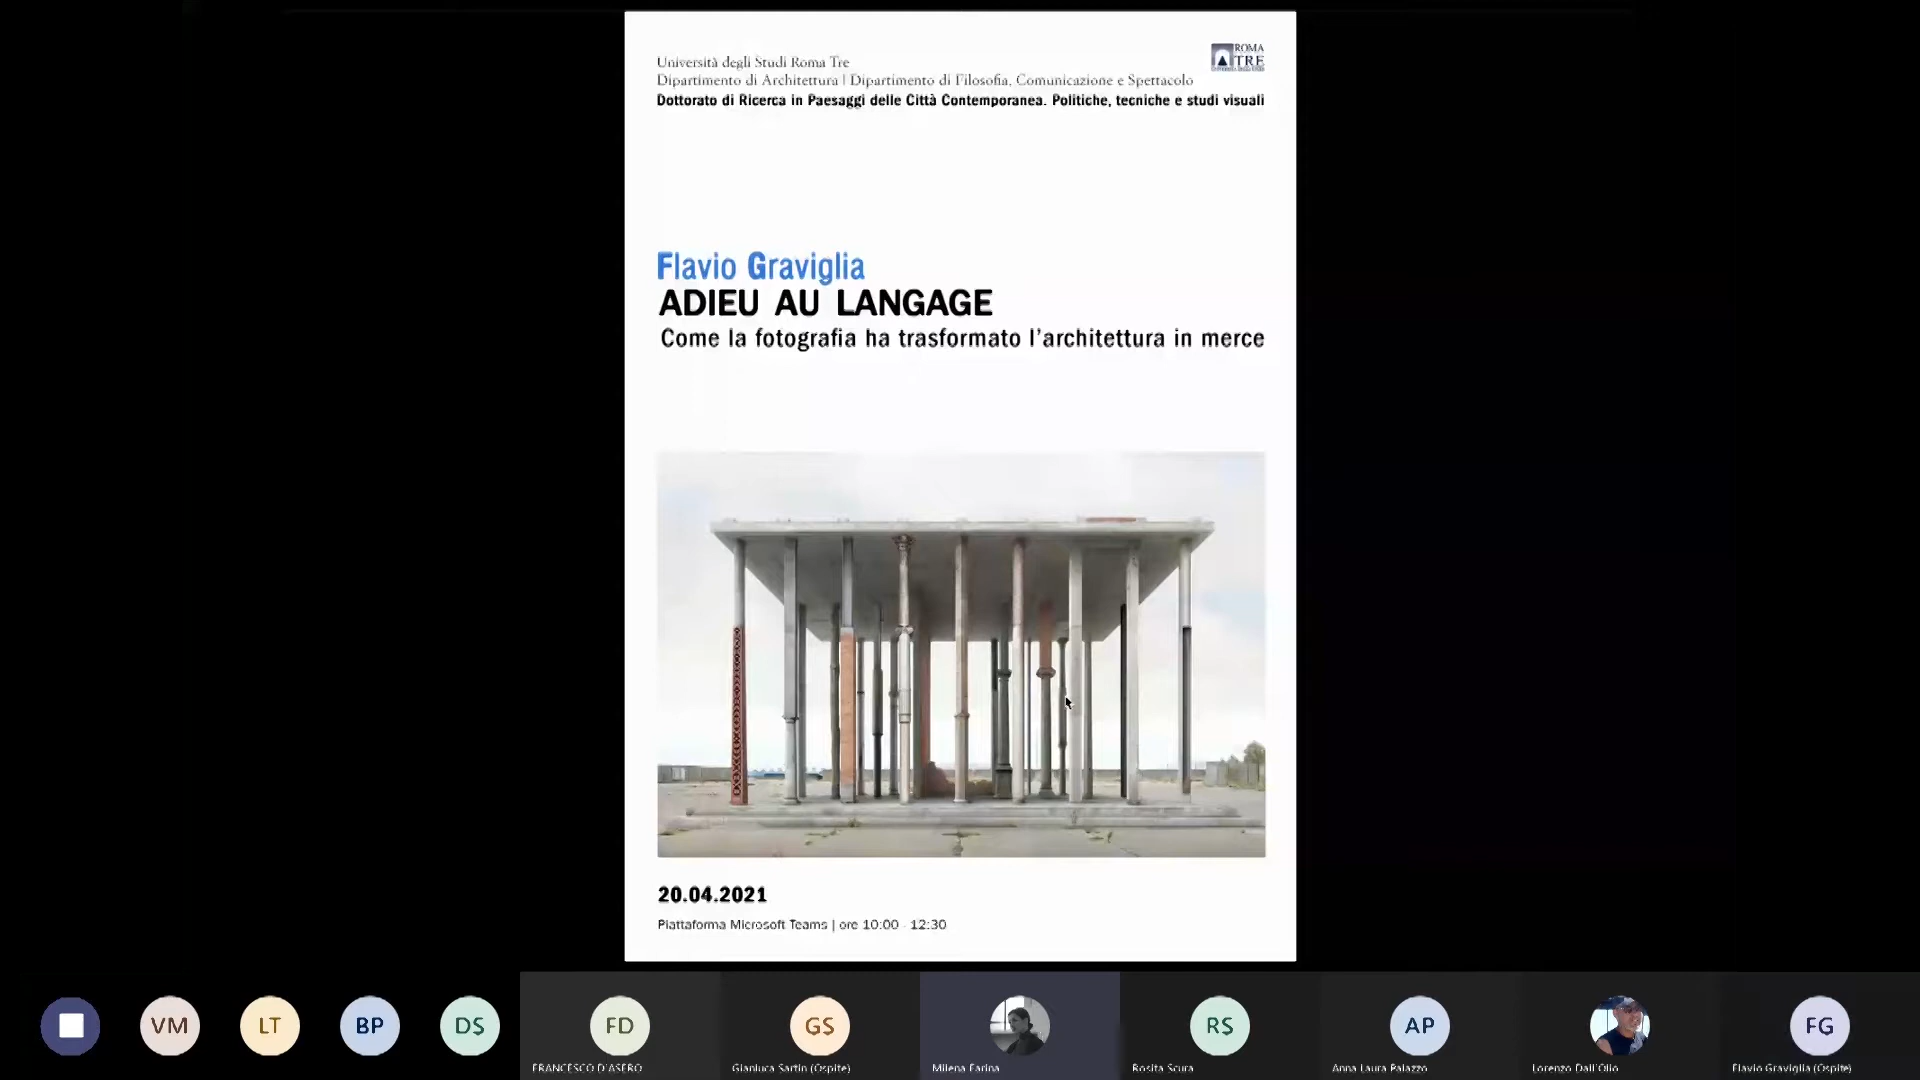 Università degli Studi Roma Tre
Dipartimento di Architettura | Dipartimento di Filosofia, Comunicazione e Spettacolo
Dottorato di Ricerca in Paesaggi delle Città Contemporanea. Politiche, tecniche e studi visuali
ROMA
TRE
Flavio Graviglia
ADIEU AU LANGAGE
Come la fotografia ha trasformato l'architettura in merce
20.04.2021
Piattaforma Microsoft Teams | ore 10:00 - 12:30
VM
LT
BP
DS
FD
GS
RS
AP
FG
FRANCESCO D'ASERO
Gianluca Sartin (Ospite)
Milena Farina
Rosita Scura
Anna Laura Palazzo
Lorenzo Dall'Olio
Flavio Graviglia (Ospite)